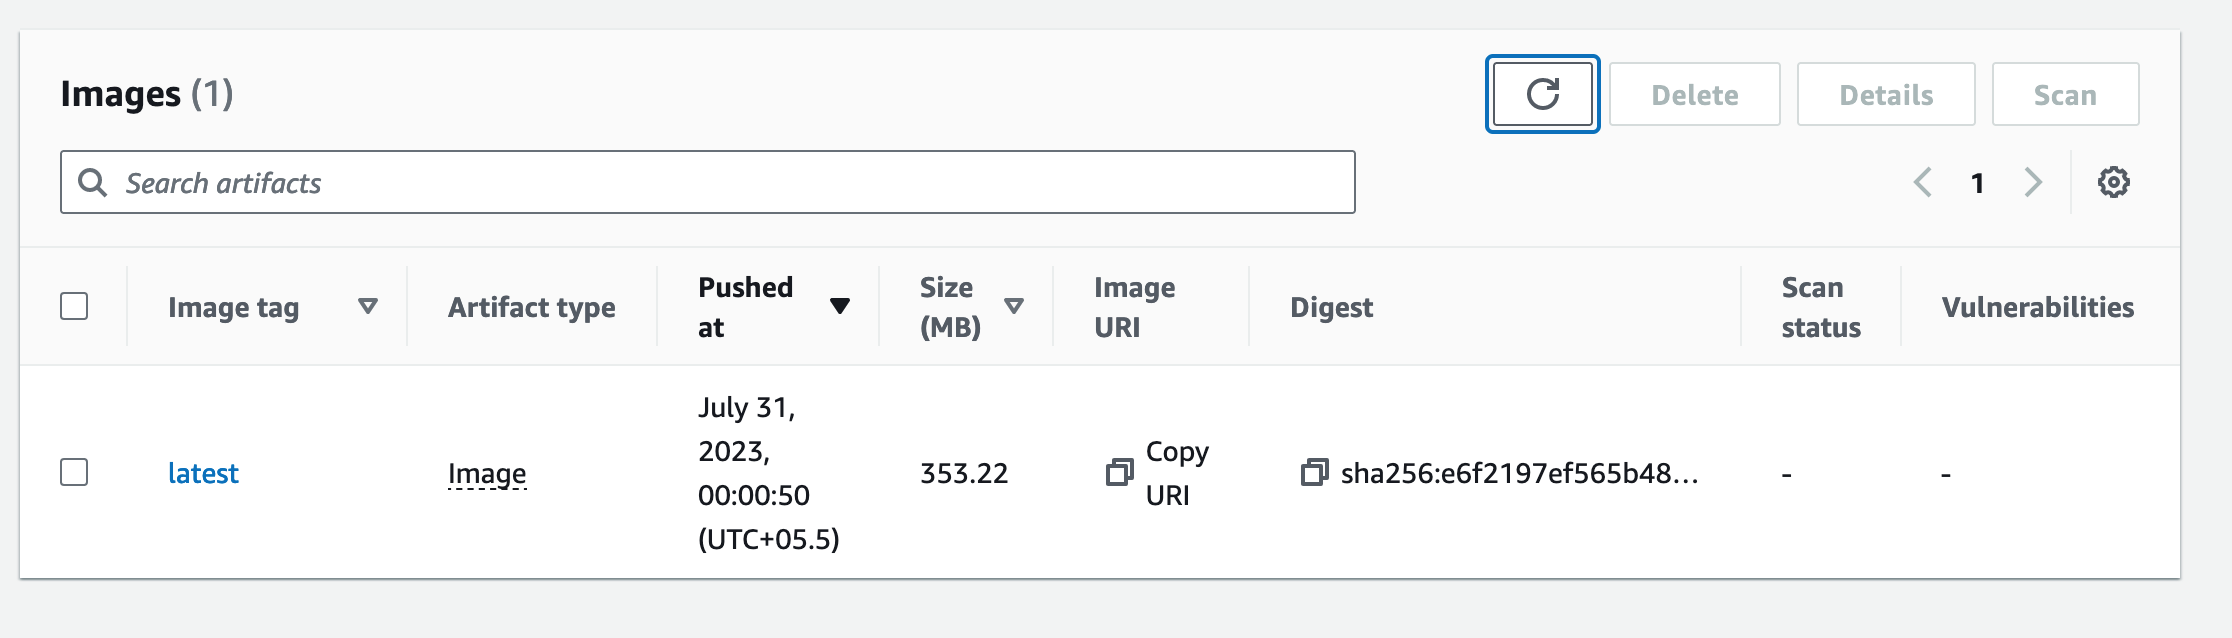 Images (1)
Delete
Details
Scan
Search artifacts
1
Image tag
Artifact type
Pushed
at
Size
(MB)
Image
URI
Digest
Scan
status
Vulnerabilities
latest
Image
July 31,
2023,
00:00:50
(UTC+05.5)
353.22
Copy
URI
sha256:e6f2197ef565b48...
-
-